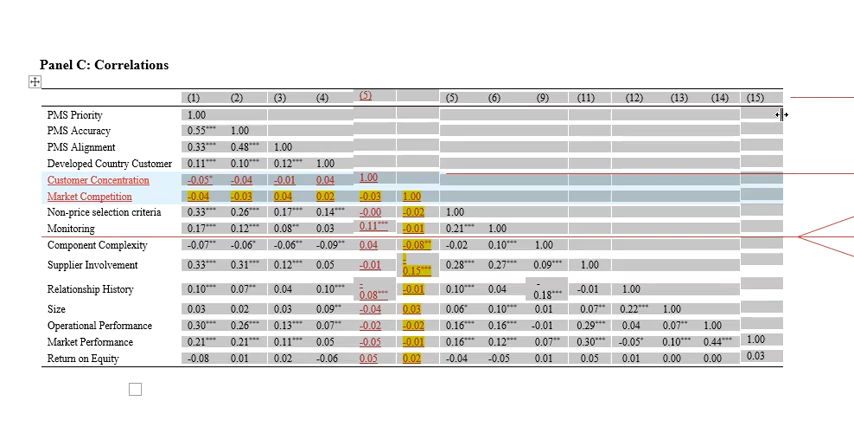 Panel C: Correlations
(1) (2) (3) (4) (5) (5) (6) (9) (11) (12) (13) (14) (15)
PMS Priority 1.00
PMS Accuracy 0.55*** 1.00
PMS Alignment 0.33*** 0.48*** 1.00
Developed Country Customer 0.11*** 0.10*** 0.12*** 1.00
Customer Concentration -0.05* -0.04 -0.01 0.04 1.00
Market Competition -0.04 -0.03 0.04 0.02 -0.03 1.00
Non-price selection criteria 0.33*** 0.26*** 0.17*** 0.14*** -0.00 -0.02 1.00
Monitoring 0.17*** 0.12*** 0.08** 0.03 0.11*** -0.01 0.21*** 1.00
Component Complexity -0.07** -0.06* -0.06** -0.09** 0.04 -0.08** -0.02 0.10*** 1.00
Supplier Involvement 0.33*** 0.31*** 0.12*** 0.05 -0.01 -0.15*** 0.28*** 0.27*** 0.09*** 1.00
Relationship History 0.10*** 0.07** 0.04 0.10*** -0.08*** -0.01 0.10*** 0.04 -0.18*** -0.01 1.00
Size 0.03 0.02 0.03 0.09** -0.04 0.03 0.06* 0.10*** 0.01 0.07** 0.22*** 1.00
Operational Performance 0.30*** 0.26*** 0.13*** 0.07** -0.02 -0.02 0.16*** 0.16*** -0.01 0.29*** 0.04 0.07** 1.00
Market Performance 0.21*** 0.21*** 0.11*** 0.05 -0.05 -0.01 0.16*** 0.12*** 0.07** 0.30*** -0.05* 0.10*** 0.44*** 1.00
Return on Equity -0.08 0.01 0.02 -0.06 0.05 0.02 -0.04 -0.05 0.01 0.05 0.01 0.00 0.00 0.03